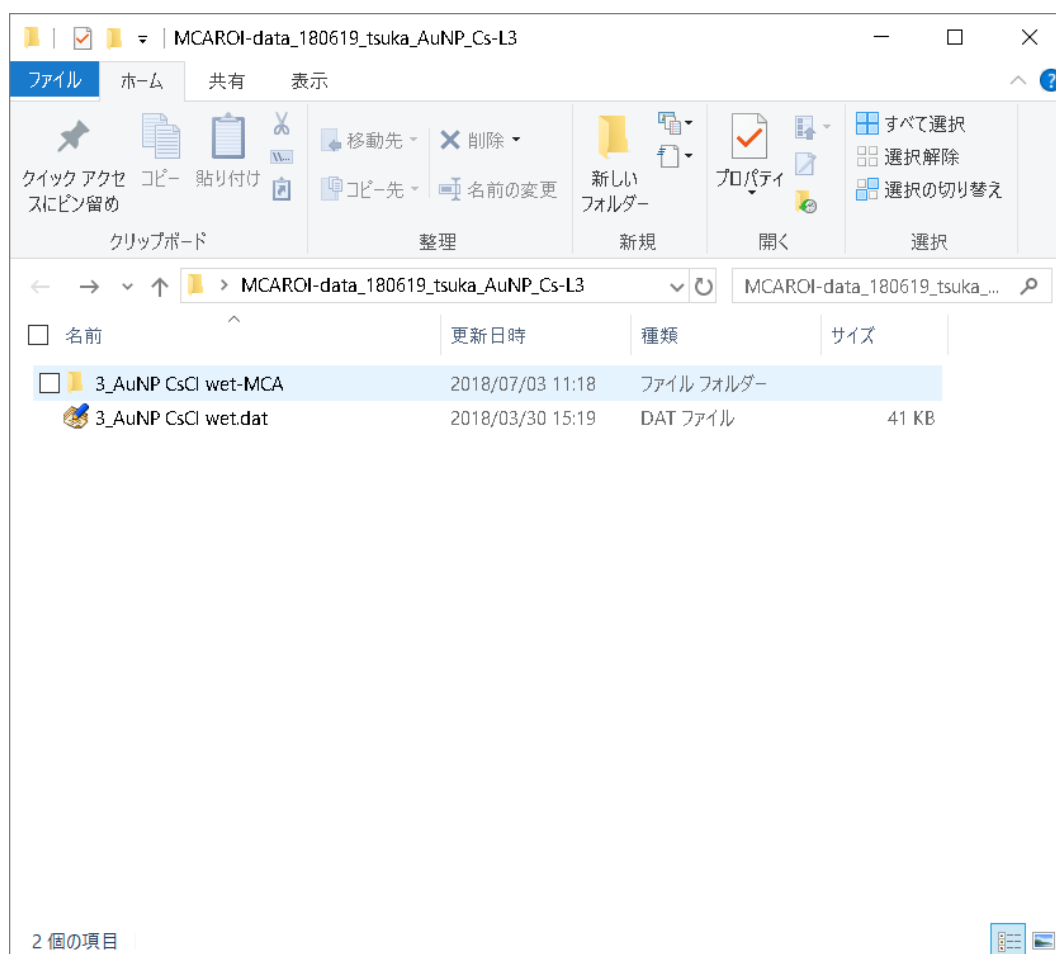 MCAROI-data_180619_tsuka_AuNP_Cs-L3
ファイル ホーム 共有 表示
クイック アクセスにピン留め
コピー
貼り付け
移動先
削除
コピー先
名前の変更
新しいフォルダー
プロパティ
すべて選択
選択解除
選択の切り替え
クリップボード 整理 新規 開く 選択
MCAROI-data_180619_tsuka_AuNP_Cs-L3
MCAROI-data_180619_tsuka_...
名前 更新日時 種類 サイズ
3_AuNP CsCl wet-MCA 2018/07/03 11:18 ファイル フォルダー
3_AuNP CsCl wet.dat 2018/03/30 15:19 DAT ファイル 41 KB
2 個の項目